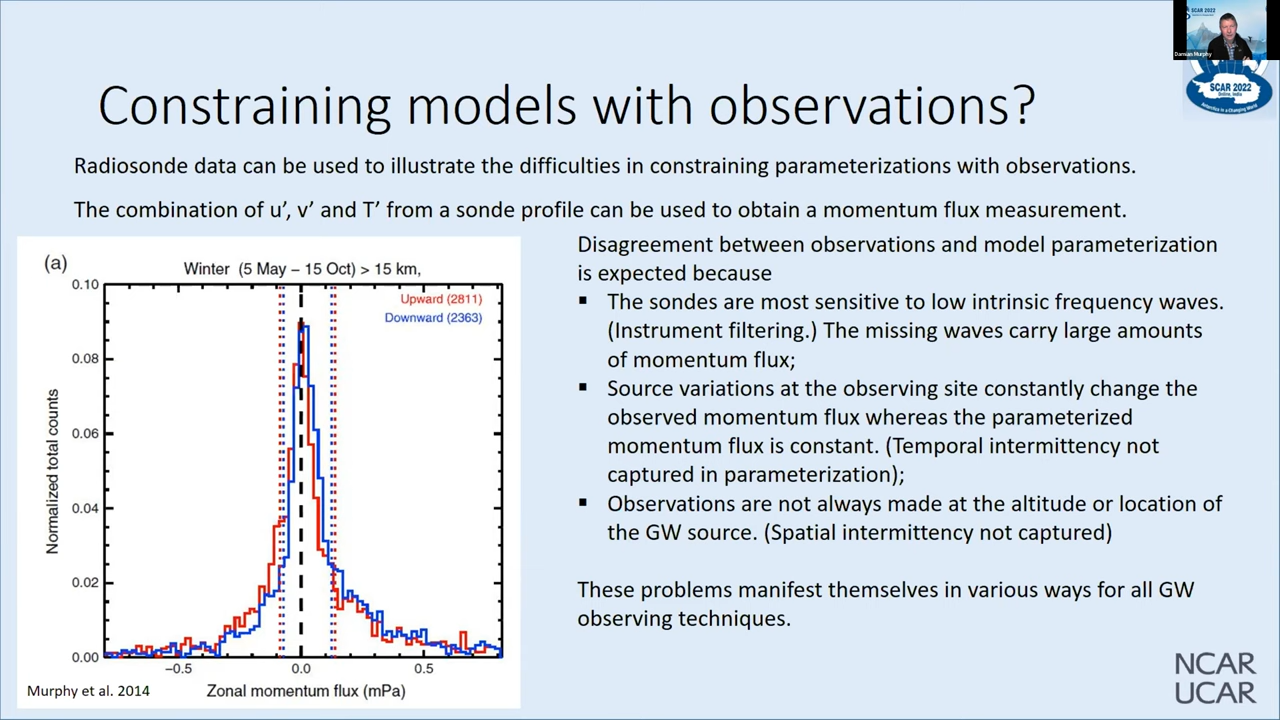 SCAR 2022
Damian Murphy
SCAR 2022
Online, India
Antarctica in a Changing World
Constraining models with observations?
Radiosonde data can be used to illustrate the difficulties in constraining parameterizations with observations.
The combination of u’, v’ and T’ from a sonde profile can be used to obtain a momentum flux measurement.
(a)
Winter (5 May – 15 Oct) > 15 km,
Upward (2811)
Downward (2363)
0.10
0.08
0.06
0.04
0.02
0.00
Normalized total counts
−0.5
0.0
0.5
Zonal momentum flux (mPa)
Murphy et al. 2014
Disagreement between observations and model parameterization
is expected because
▪ The sondes are most sensitive to low intrinsic frequency waves.
(Instrument filtering.) The missing waves carry large amounts
of momentum flux;
▪ Source variations at the observing site constantly change the
observed momentum flux whereas the parameterized
momentum flux is constant. (Temporal intermittency not
captured in parameterization);
▪ Observations are not always made at the altitude or location of
the GW source. (Spatial intermittency not captured)
These problems manifest themselves in various ways for all GW
observing techniques.
NCAR
UCAR